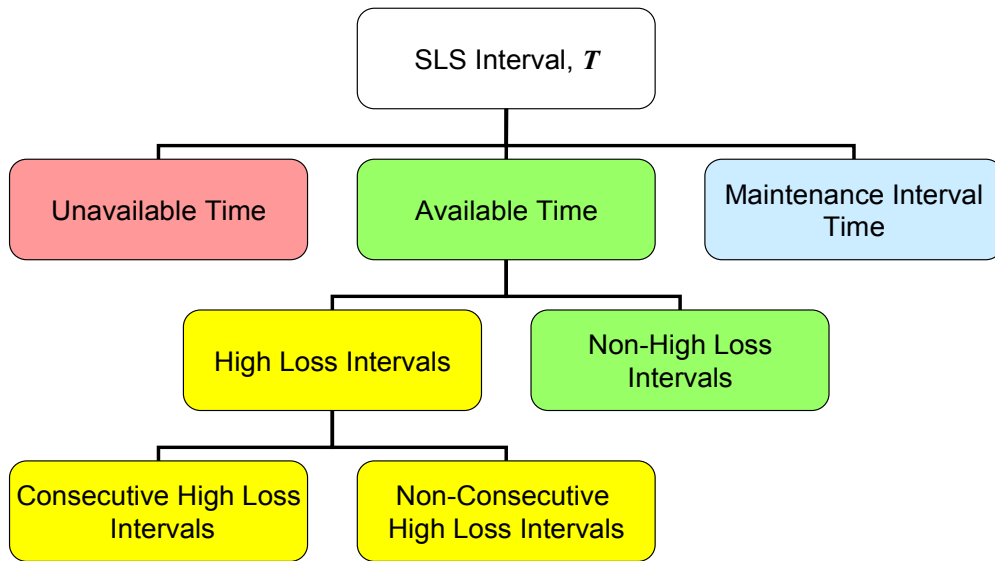 SLS Interval, T
Unavailable Time
Available Time
Maintenance Interval
Time
High Loss Intervals
Non-High Loss
Intervals
Consecutive High Loss
Intervals
Non-Consecutive
High Loss Intervals